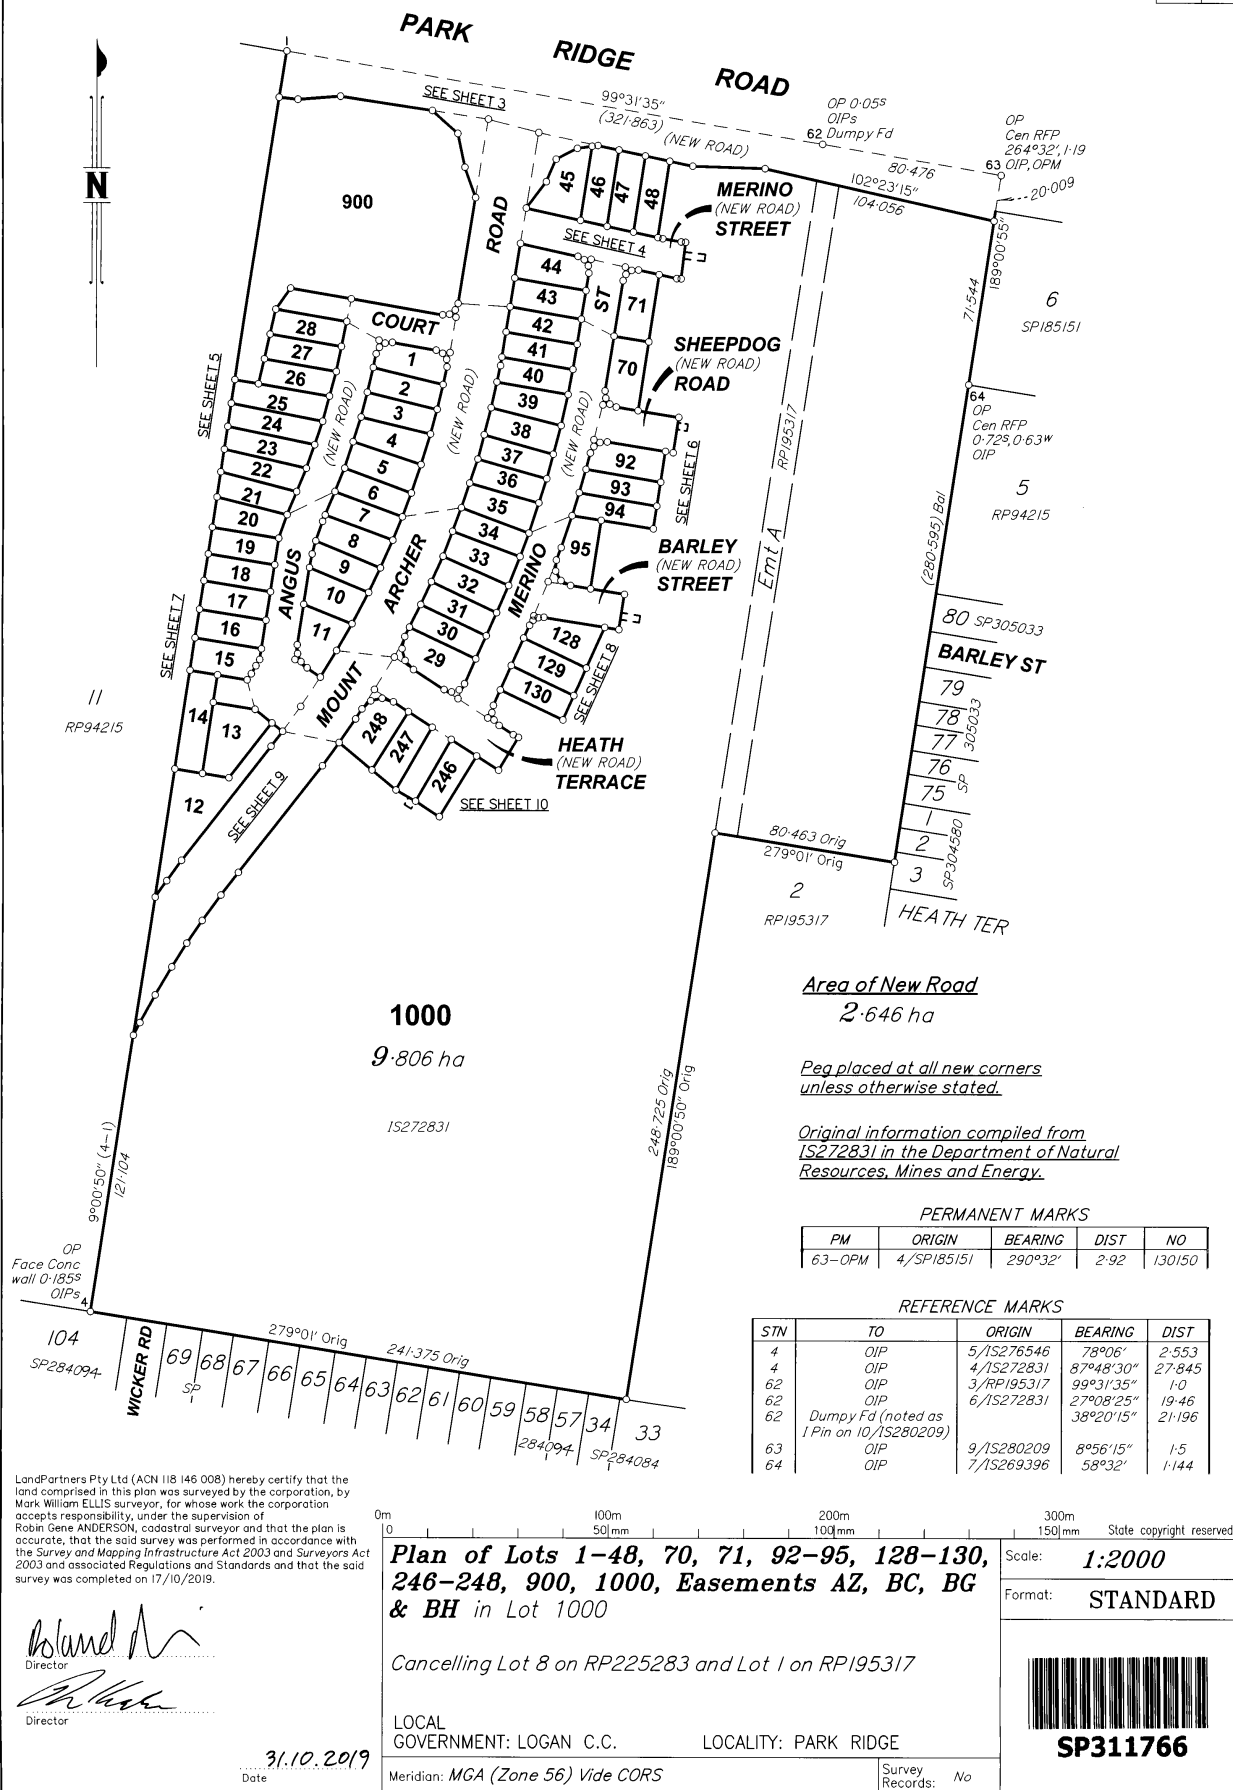 PARK RIDGE ROAD
SEE SHEET 3
99°31'35"
(321·863)
(NEW ROAD)
OP 0·05s
OIPs
62 Dumpy Fd
OP
Cen RFP
264°32', 1·19
63 OIP, OPM
80·476
102°23'15"
104·056
20·009
N
900
45
46
47
48
MERINO
(NEW ROAD)
STREET
ROAD
SEE SHEET 4
189°00'55"
71·544
6
SP185151
44
43
42
41
40
39
38
37
36
35
34
33
32
31
30
29
ST
71
70
COURT
28
27
26
25
24
23
22
21
20
19
18
17
16
15
14
13
12
1
2
3
4
5
6
7
8
9
10
11
SHEEPDOG
(NEW ROAD)
ROAD
SEE SHEET 5
(NEW ROAD)
(NEW ROAD)
(NEW ROAD)
RP195317
64
OP
Cen RFP
0·72s, 0·63w
OIP
92
93
94
95
SEE SHEET 6
5
RP94215
(280·595) Bal
Emt A
ANGUS
ARCHER
MERINO
BARLEY
(NEW ROAD)
STREET
SEE SHEET 7
128
129
130
SEE SHEET 8
80 SP305033
BARLEY ST
79
78
77
76
75
SP 305033
1
2
3
SP304580
HEATH TER
11
RP94215
MOUNT
248
247
246
HEATH
(NEW ROAD)
TERRACE
SEE SHEET 9
SEE SHEET 10
80·463 Orig
279°01' Orig
2
RP195317
1000
9·806 ha
IS272831
Area of New Road
2·646 ha
Peg placed at all new corners
unless otherwise stated.
Original information compiled from
IS272831 in the Department of Natural
Resources, Mines and Energy.
248·725 Orig
189°00'50" Orig
9°00'50" (4-1)
121·104
OP
Face Conc
wall 0·185s
OIPs
4
104
SP284094
WICKER RD
279°01' Orig
241·375 Orig
69 68 67 66 65 64 63 62 61 60 59 58 57 34 33
SP
284094
SP284084
PERMANENT MARKS
PM ORIGIN BEARING DIST NO
63-OPM 4/SP185151 290°32' 2·92 130150
REFERENCE MARKS
STN TO ORIGIN BEARING DIST
4 OIP 5/IS276546 78°06' 2·553
4 OIP 4/IS272831 87°48'30" 27·845
62 OIP 3/RP195317 99°31'35" 1·0
62 OIP 6/IS272831 27°08'25" 19·46
62 Dumpy Fd (noted as 38°20'15" 21·196
I Pin on 10/IS280209)
63 OIP 9/IS280209 8°56'15" 1·5
64 OIP 7/IS269396 58°32' 1·144
LandPartners Pty Ltd (ACN 118 146 008) hereby certify that the
land comprised in this plan was surveyed by the corporation, by
Mark William ELLIS surveyor, for whose work the corporation
accepts responsibility, under the supervision of
Robin Gene ANDERSON, cadastral surveyor and that the plan is
accurate, that the said survey was performed in accordance with
the Survey and Mapping Infrastructure Act 2003 and Surveyors Act
2003 and associated Regulations and Standards and that the said
survey was completed on 17/10/2019.
Director
Director
31.10.2019
Date
0m 100m 200m 300m
0 50mm 100mm 150mm State copyright reserved
Plan of Lots 1-48, 70, 71, 92-95, 128-130,
246-248, 900, 1000, Easements AZ, BC, BG
& BH in Lot 1000
Cancelling Lot 8 on RP225283 and Lot 1 on RP195317
LOCAL
GOVERNMENT: LOGAN C.C. LOCALITY: PARK RIDGE
Meridian: MGA (Zone 56) Vide CORS
Survey
Records: No
Scale: 1:2000
Format: STANDARD
SP311766